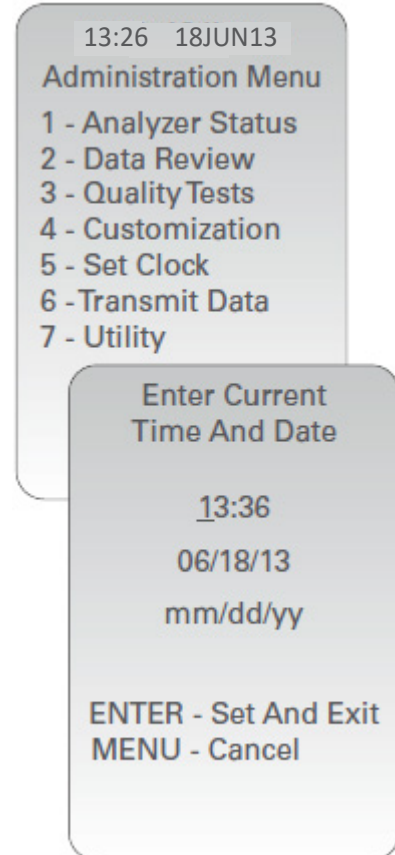 13:26 18JUN13
Administration Menu
1 - Analyzer Status
2 - Data Review
3 - Quality Tests
4 - Customization
5 - Set Clock
6 - Transmit Data
7 - Utility
Enter Current
Time And Date
13:36
06/18/13
mm/dd/yy
ENTER - Set And Exit
MENU - Cancel